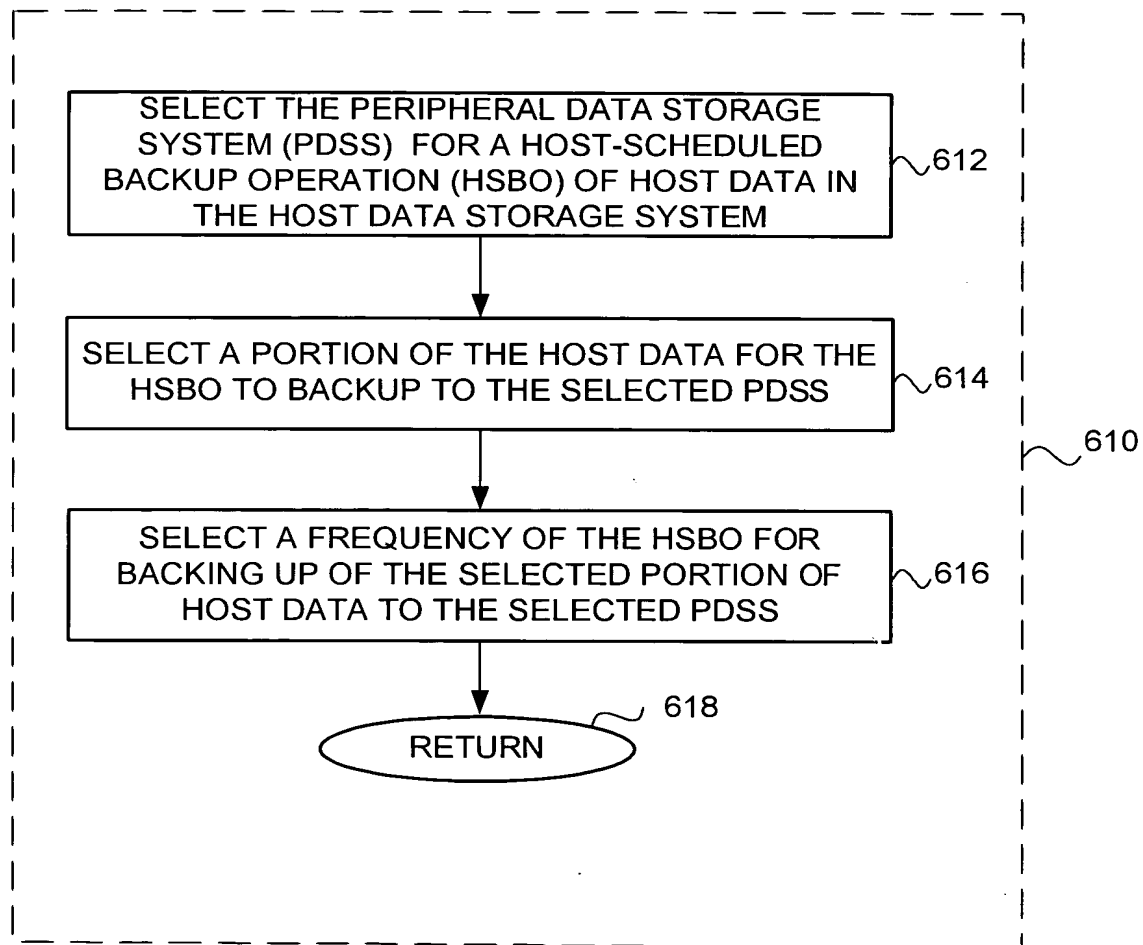 SELECT THE PERIPHERAL DATA STORAGE
SYSTEM (PDSS) FOR A HOST-SCHEDULED
BACKUP OPERATION (HSBO) OF HOST DATA IN
THE HOST DATA STORAGE SYSTEM
612
SELECT A PORTION OF THE HOST DATA FOR THE
HSBO TO BACKUP TO THE SELECTED PDSS
614
610
SELECT A FREQUENCY OF THE HSBO FOR
BACKING UP OF THE SELECTED PORTION OF
HOST DATA TO THE SELECTED PDSS
616
618
RETURN